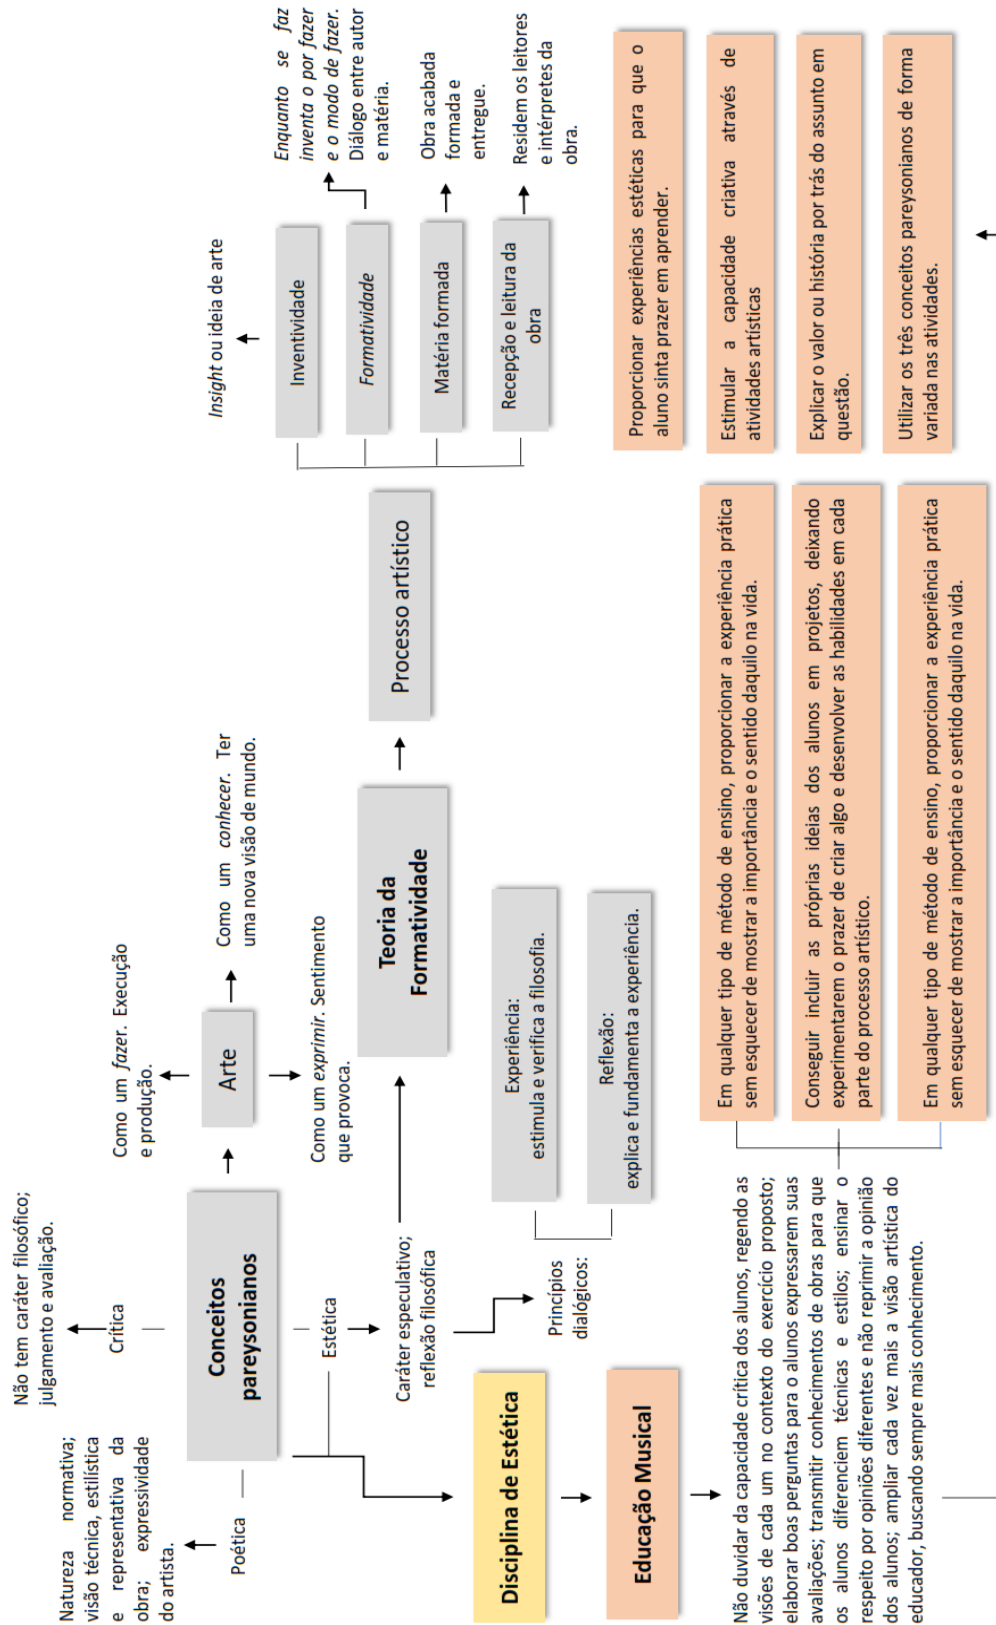 Natureza normativa;
visão técnica, estilística
e representativa da
obra; expressividade
do artista.
Poética
Não tem caráter filosófico;
julgamento e avaliação.
Crítica
Conceitos
pareysonianos
Estética
Caráter especulativo;
reflexão filosófica
Princípios
dialógicos:
Experiência:
estimula e verifica a filosofia.
Reflexão:
explica e fundamenta a experiência.
Como um fazer. Execução
e produção.
Arte
Como um conhecer. Ter
uma nova visão de mundo.
Como um exprimir. Sentimento
que provoca.
Teoria da
Formatividade
Processo artístico
Insight ou ideia de arte
Inventividade
Formatividade
Matéria formada
Recepção e leitura da
obra
Enquanto se faz
inventa o por fazer
e o modo de fazer.
Diálogo entre autor
e matéria.
Obra acabada
formada e
entregue.
Residem os leitores
e intérpretes da
obra.
Disciplina de Estética
Educação Musical
Não duvidar da capacidade crítica dos alunos, regendo as
visões de cada um no contexto do exercício proposto;
elaborar boas perguntas para o alunos expressarem suas
avaliações; transmitir conhecimentos de obras para que
os alunos diferenciem técnicas e estilos; ensinar o
respeito por opiniões diferentes e não reprimir a opinião
dos alunos; ampliar cada vez mais a visão artística do
educador, buscando sempre mais conhecimento.
Em qualquer tipo de método de ensino, proporcionar a experiência prática
sem esquecer de mostrar a importância e o sentido daquilo na vida.
Conseguir incluir as próprias ideias dos alunos em projetos, deixando
experimentarem o prazer de criar algo e desenvolver as habilidades em cada
parte do processo artístico.
Em qualquer tipo de método de ensino, proporcionar a experiência prática
sem esquecer de mostrar a importância e o sentido daquilo na vida.
Proporcionar experiências estéticas para que o
aluno sinta prazer em aprender.
Estimular a capacidade criativa através de
atividades artísticas
Explicar o valor ou história por trás do assunto em
questão.
Utilizar os três conceitos pareysonianos de forma
variada nas atividades.